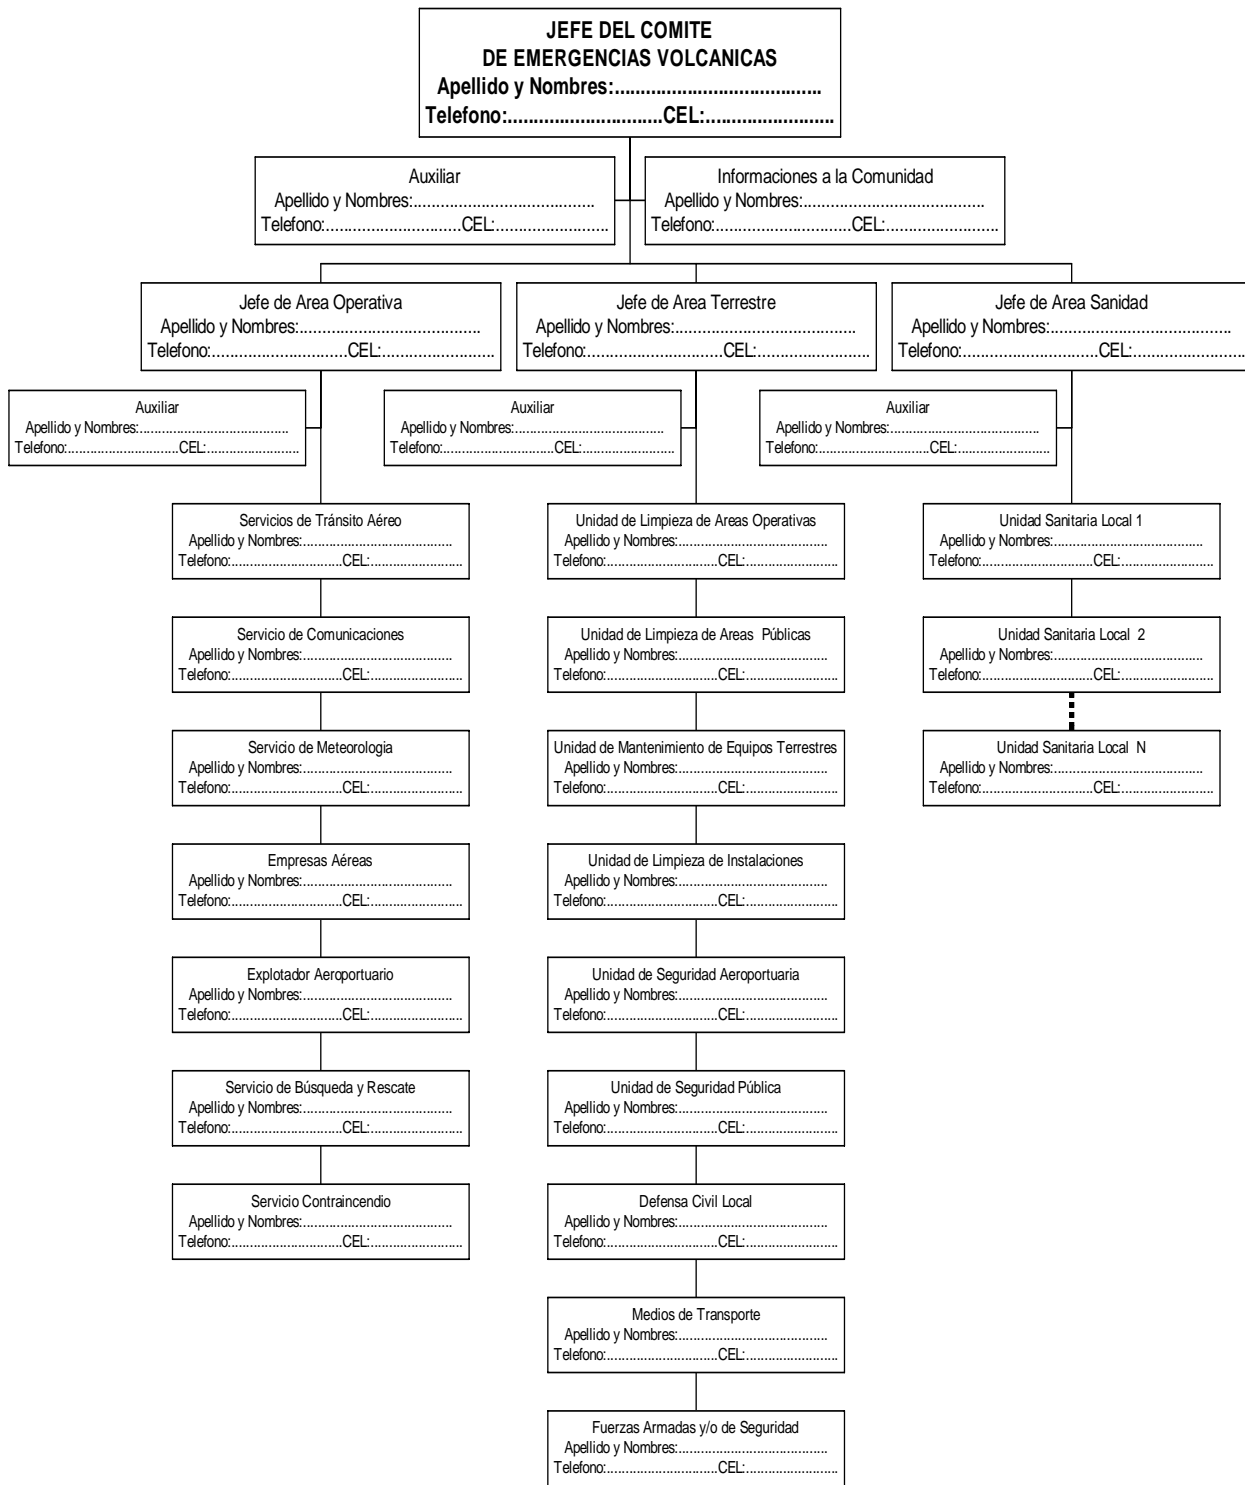 JEFE DEL COMITE
DE EMERGENCIAS VOLCANICAS
Apellido y Nombres:........................................
Telefono:..............................CEL:.........................
Auxiliar
Apellido y Nombres:........................................
Telefono:..............................CEL:.........................
Informaciones a la Comunidad
Apellido y Nombres:........................................
Telefono:..............................CEL:.........................
Jefe de Area Operativa
Apellido y Nombres:........................................
Telefono:..............................CEL:.........................
Jefe de Area Terrestre
Apellido y Nombres:........................................
Telefono:..............................CEL:.........................
Jefe de Area Sanidad
Apellido y Nombres:........................................
Telefono:..............................CEL:.........................
Auxiliar
Apellido y Nombres:........................................
Telefono:..............................CEL:.........................
Auxiliar
Apellido y Nombres:........................................
Telefono:..............................CEL:.........................
Auxiliar
Apellido y Nombres:........................................
Telefono:..............................CEL:.........................
Servicios de Tránsito Aéreo
Apellido y Nombres:........................................
Telefono:..............................CEL:.........................
Servicio de Comunicaciones
Apellido y Nombres:........................................
Telefono:..............................CEL:.........................
Servicio de Meteorología
Apellido y Nombres:........................................
Telefono:..............................CEL:.........................
Empresas Aéreas
Apellido y Nombres:........................................
Telefono:..............................CEL:.........................
Explotador Aeroportuario
Apellido y Nombres:........................................
Telefono:..............................CEL:.........................
Servicio de Búsqueda y Rescate
Apellido y Nombres:........................................
Telefono:..............................CEL:.........................
Servicio Contraincendio
Apellido y Nombres:........................................
Telefono:..............................CEL:.........................
Unidad de Limpieza de Areas Operativas
Apellido y Nombres:........................................
Telefono:..............................CEL:.........................
Unidad de Limpieza de Areas Públicas
Apellido y Nombres:........................................
Telefono:..............................CEL:.........................
Unidad de Mantenimiento de Equipos Terrestres
Apellido y Nombres:........................................
Telefono:..............................CEL:.........................
Unidad de Limpieza de Instalaciones
Apellido y Nombres:........................................
Telefono:..............................CEL:.........................
Unidad de Seguridad Aeroportuaria
Apellido y Nombres:........................................
Telefono:..............................CEL:.........................
Unidad de Seguridad Pública
Apellido y Nombres:........................................
Telefono:..............................CEL:.........................
Defensa Civil Local
Apellido y Nombres:........................................
Telefono:..............................CEL:.........................
Medios de Transporte
Apellido y Nombres:........................................
Telefono:..............................CEL:.........................
Fuerzas Armadas y/o de Seguridad
Apellido y Nombres:........................................
Telefono:..............................CEL:.........................
Unidad Sanitaria Local 1
Apellido y Nombres:........................................
Telefono:..............................CEL:.........................
Unidad Sanitaria Local 2
Apellido y Nombres:........................................
Telefono:..............................CEL:.........................
Unidad Sanitaria Local N
Apellido y Nombres:........................................
Telefono:..............................CEL:.........................